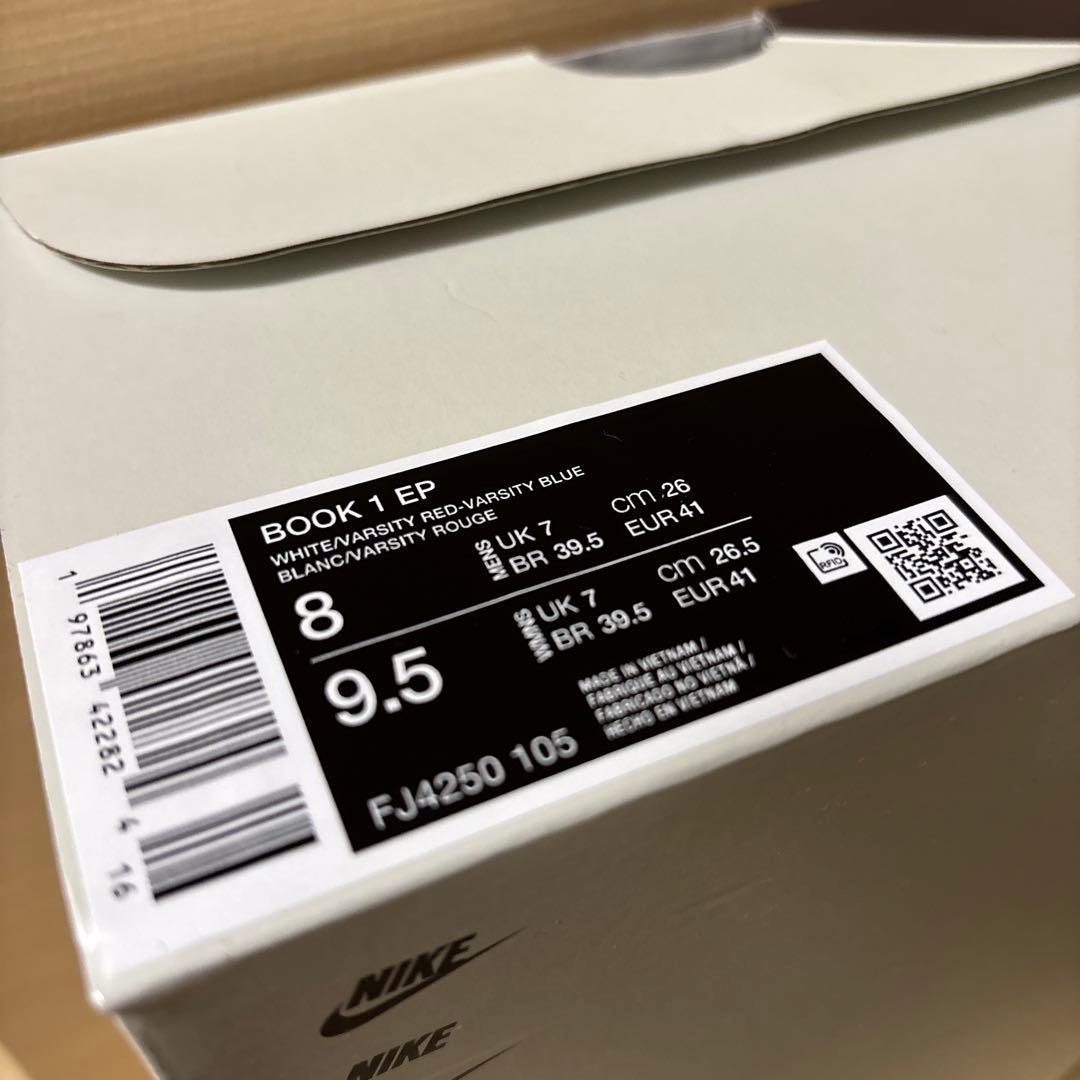 BOOK 1 EP
WHITE/VARSITY RED-VARSITY BLUE
BLANC/VARSITY ROUGE
8
MENS
UK 7
BR 39.5
cm 26
EUR 41
9.5
WMNS
UK 7
BR 39.5
cm 26.5
EUR 41
RFID
MADE IN VIETNAM /
FABRIQUE AU VIETNAM /
FABRICADO NO VIETNÃ /
HECHO EN VIETNAM
FJ4250 105
1 97863 42282 4 16
NIKE
NIKE